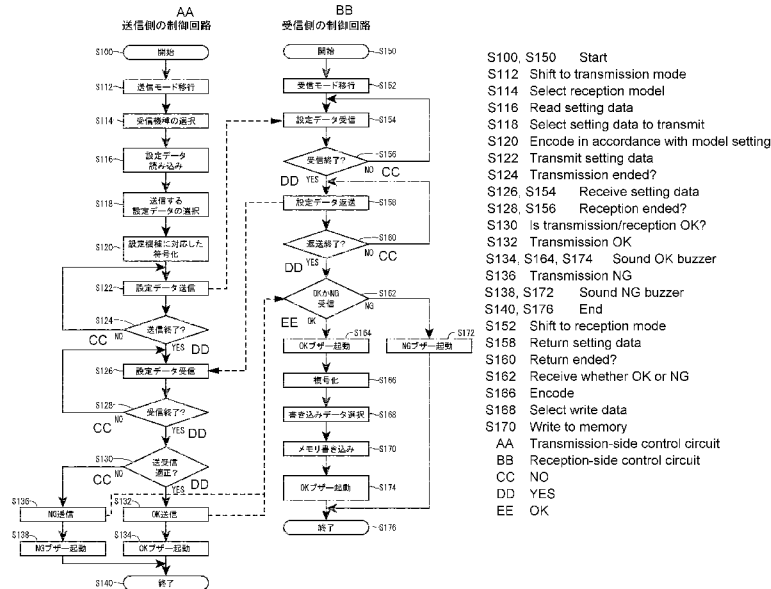 AA
送信側の制御回路
S100
開始
S112
送信モード移行
S114
受信機種の選択
S116
設定データ
読み込み
S118
送信する
設定データの選択
S120
設定機種に対応した
符号化
S122
設定データ送信
S124
送信終了?
CC
NO
YES
DD
S126
設定データ受信
S128
受信終了?
CC
NO
YES
DD
S130
送受信
適正?
CC
NO
YES
DD
S136
NG送信
S132
OK送信
S138
NGブザー起動
S134
OKブザー起動
S140
終了
BB
受信側の制御回路
開始
S150
受信モード移行
S152
設定データ受信
S154
受信終了?
S156
DD
YES
NO
CC
設定データ返送
S158
返送終了?
S160
DD
YES
NO
CC
OKかNG
受信
S162
EE
OK
NG
S164
OKブザー起動
S172
NGブザー起動
複号化
S166
書き込みデータ選択
S168
メモリ書き込み
S170
OKブザー起動
S174
終了
S176
S100, S150 Start
S112 Shift to transmission mode
S114 Select reception model
S116 Read setting data
S118 Select setting data to transmit
S120 Encode in accordance with model setting
S122 Transmit setting data
S124 Transmission ended?
S126, S154 Receive setting data
S128, S156 Reception ended?
S130 Is transmission/reception OK?
S132 Transmission OK
S134, S164, S174 Sound OK buzzer
S136 Transmission NG
S138, S172 Sound NG buzzer
S140, S176 End
S152 Shift to reception mode
S158 Return setting data
S160 Return ended?
S162 Receive whether OK or NG
S166 Encode
S168 Select write data
S170 Write to memory
AA Transmission-side control circuit
BB Reception-side control circuit
CC NO
DD YES
EE OK